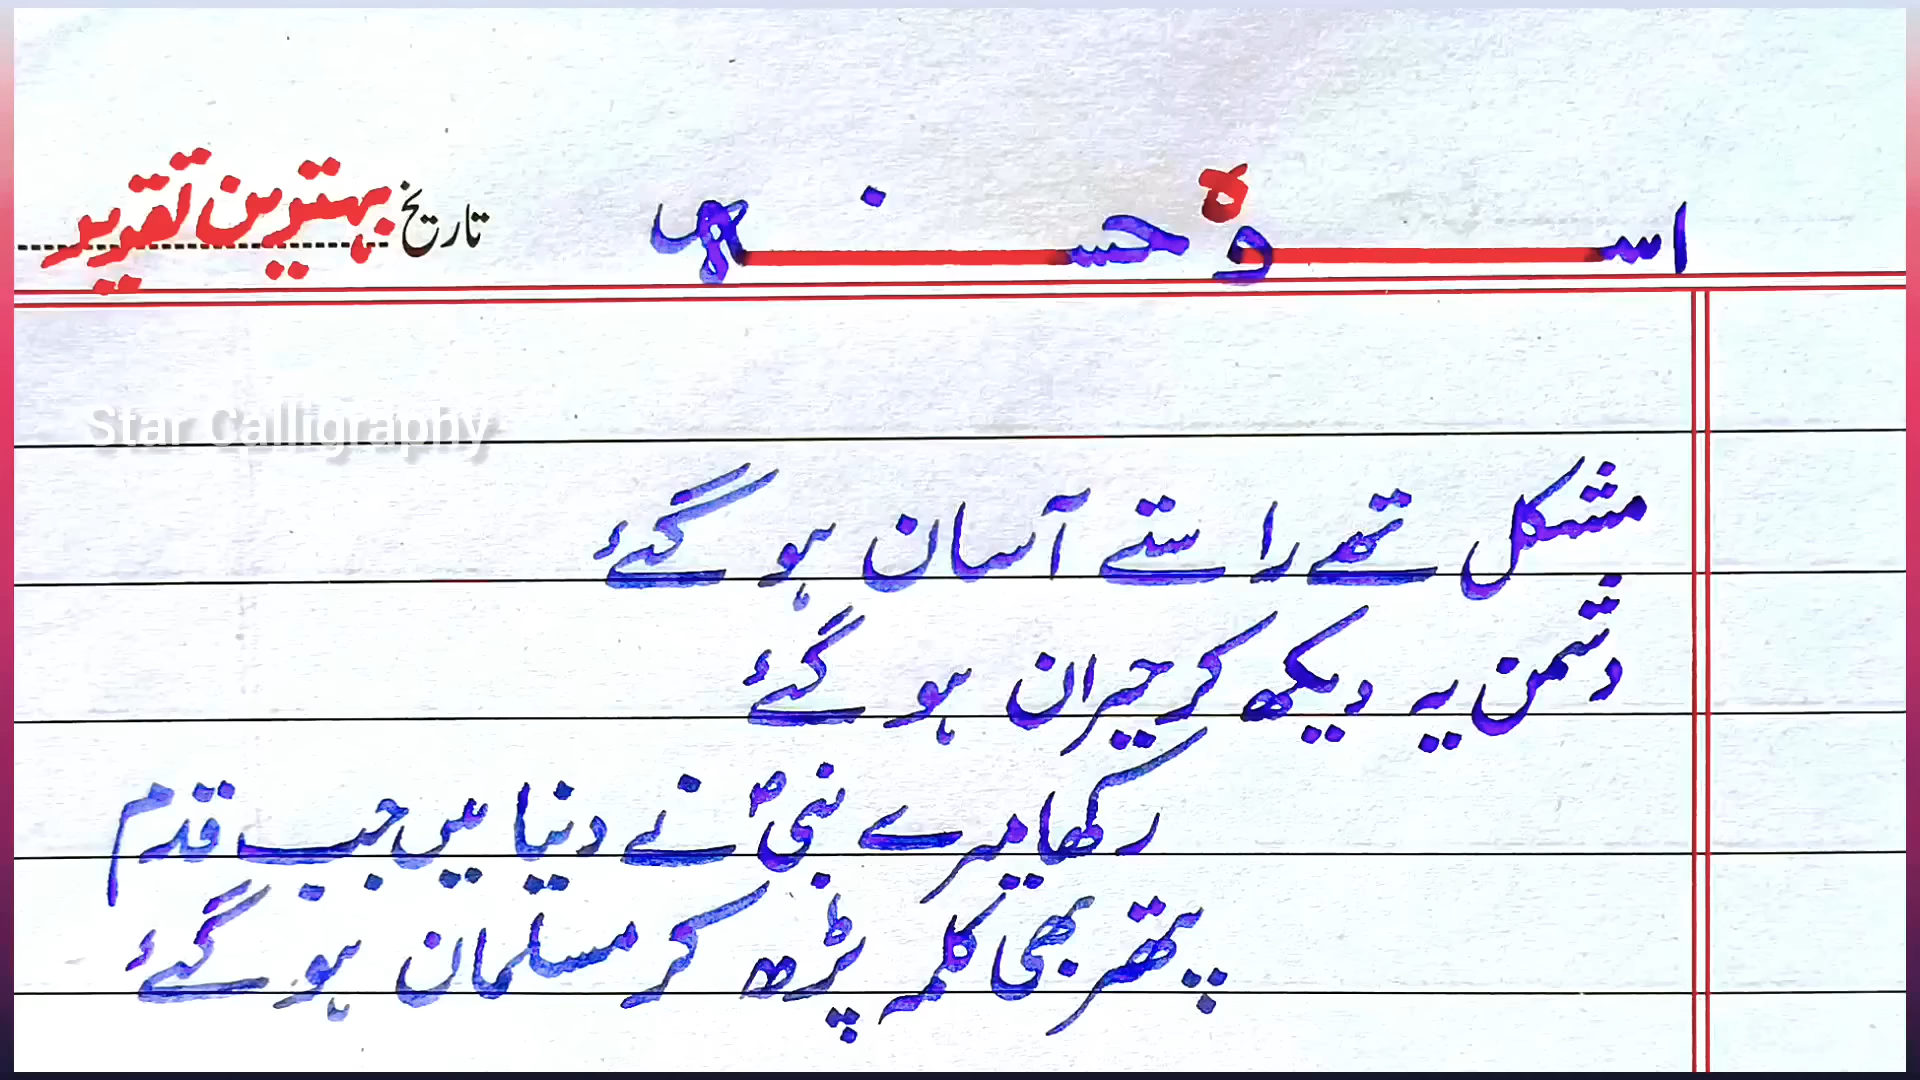 اسوۂ حسنہ
تاریخ بہترین تقدیر
Star Calligraphy
مشکل تھے راستے آسان ہو گئے
دشمن یہ دیکھ کر حیران ہو گئے
رکھا میرے نبیؐ نے دنیا میں جب قدم
پتھر بھی کلمہ پڑھ کر مسلمان ہو گئے